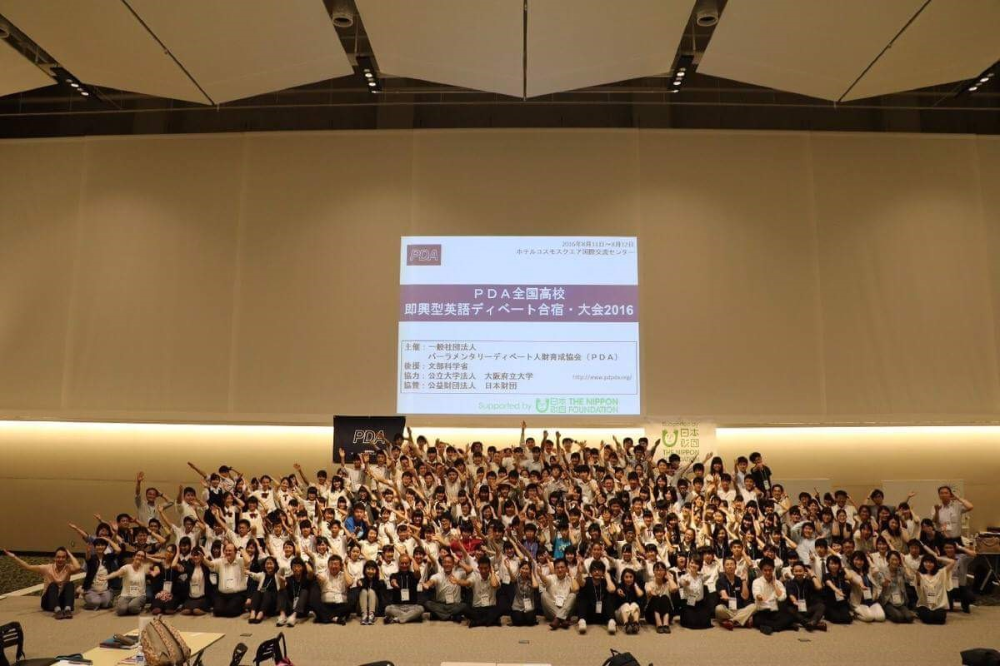 PDA
2016年8月11日～8月12日
ホテルコスモスクエア国際交流センター
ＰＤＡ全国高校
即興型英語ディベート合宿・大会2016
主催：一般社団法人
パーラメンタリーディベート人財育成協会（ＰＤＡ）
後援：文部科学省
協力：公立大学法人　大阪府立大学
http://www.pdpda.org/
協賛：公益財団法人　日本財団
Supported by 日本財団 THE NIPPON FOUNDATION
PDA
Supported by
日本
財団
THE NIPPON
FOUNDATION